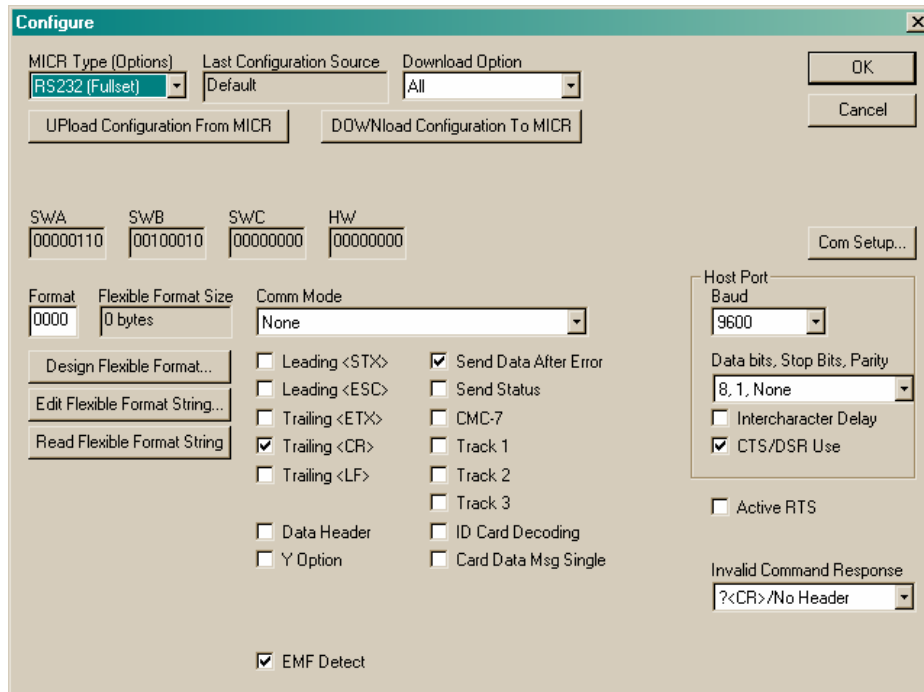 Configure
MICR Type (Options) Last Configuration Source Download Option
RS232 (Fullset) Default All OK
UPload Configuration From MICR DOWNload Configuration To MICR Cancel
SWA SWB SWC HW
00000110 00100010 00000000 00000000 Com Setup...
Host Port
Format Flexible Format Size Comm Mode Baud
0000 0 bytes None 9600
Design Flexible Format... Leading <STX> Send Data After Error Data bits, Stop Bits, Parity
Edit Flexible Format String... Leading <ESC> Send Status 8, 1, None
Trailing <ETX> CMC-7 Intercharacter Delay
Read Flexible Format String Trailing <CR> Track 1 CTS/DSR Use
Trailing <LF> Track 2
Track 3 Active RTS
Data Header ID Card Decoding
Y Option Card Data Msg Single Invalid Command Response
?<CR>/No Header
EMF Detect